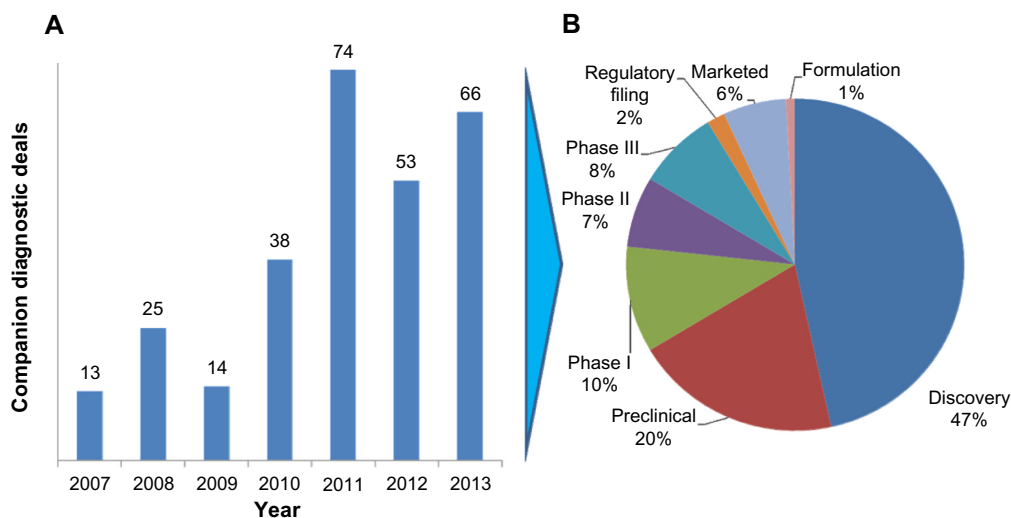 A
Companion diagnostic deals
13
25
14
38
74
53
66
2007
2008
2009
2010
2011
2012
2013
Year
B
Regulatory
filing
2%
Marketed
6%
Formulation
1%
Phase III
8%
Phase II
7%
Phase I
10%
Preclinical
20%
Discovery
47%